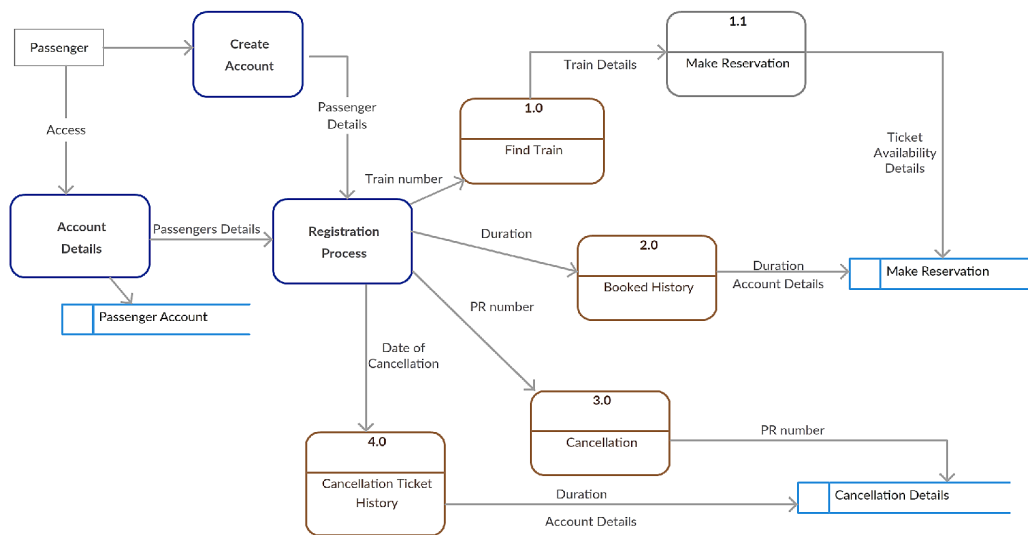 Passenger
Create
Account
1.1
Make Reservation
Train Details
Passenger
Details
1.0
Find Train
Access
Ticket
Availability
Details
Train number
Account
Details
Passengers Details
Registration
Process
Duration
2.0
Booked History
Duration
Account Details
Make Reservation
Passenger Account
PR number
Date of
Cancellation
3.0
Cancellation
PR number
4.0
Cancellation Ticket
History
Duration
Account Details
Cancellation Details